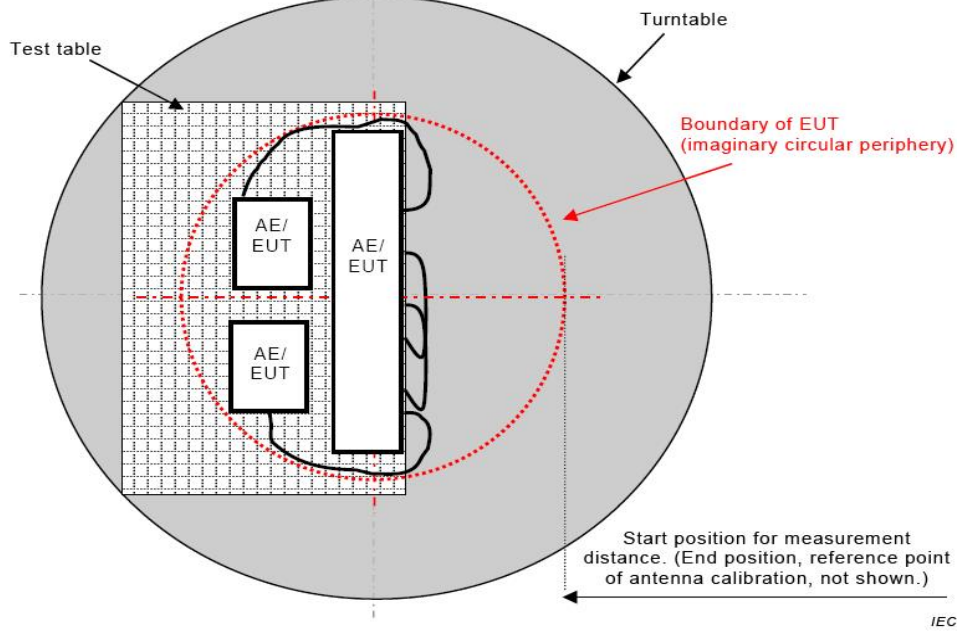 Turntable
Test table
Boundary of EUT
(imaginary circular periphery)
AE/
EUT
AE/
EUT
AE/
EUT
Start position for measurement
distance. (End position, reference point
of antenna calibration, not shown.)
IEC